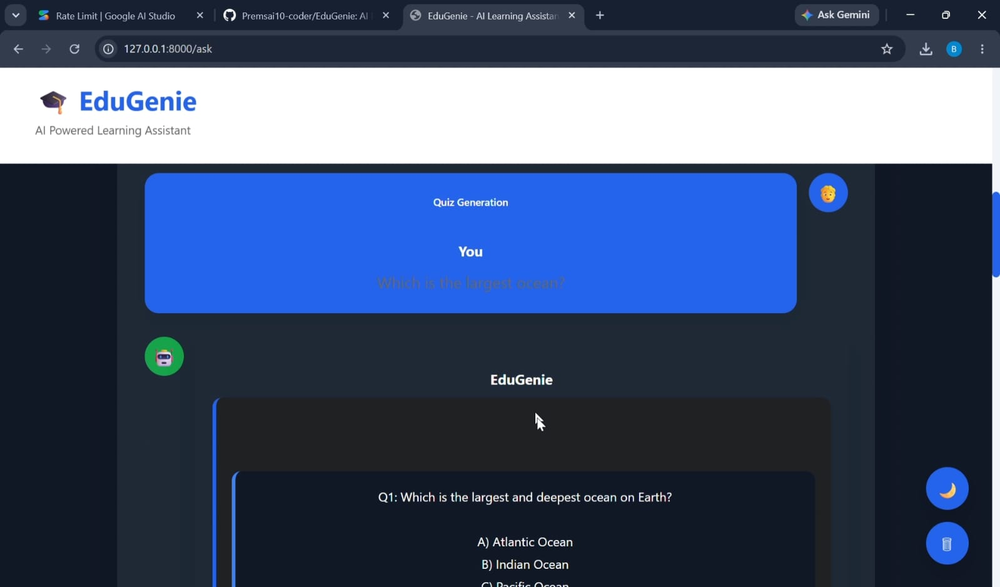 Rate Limit | Google AI Studio
Premsai10-coder/EduGenie: AI
EduGenie - AI Learning Assistan
Ask Gemini
127.0.0.1:8000/ask
B
EduGenie
AI Powered Learning Assistant
Quiz Generation
You
Which is the largest ocean?
EduGenie
Q1: Which is the largest and deepest ocean on Earth?
A) Atlantic Ocean
B) Indian Ocean
C) Pacific Ocean